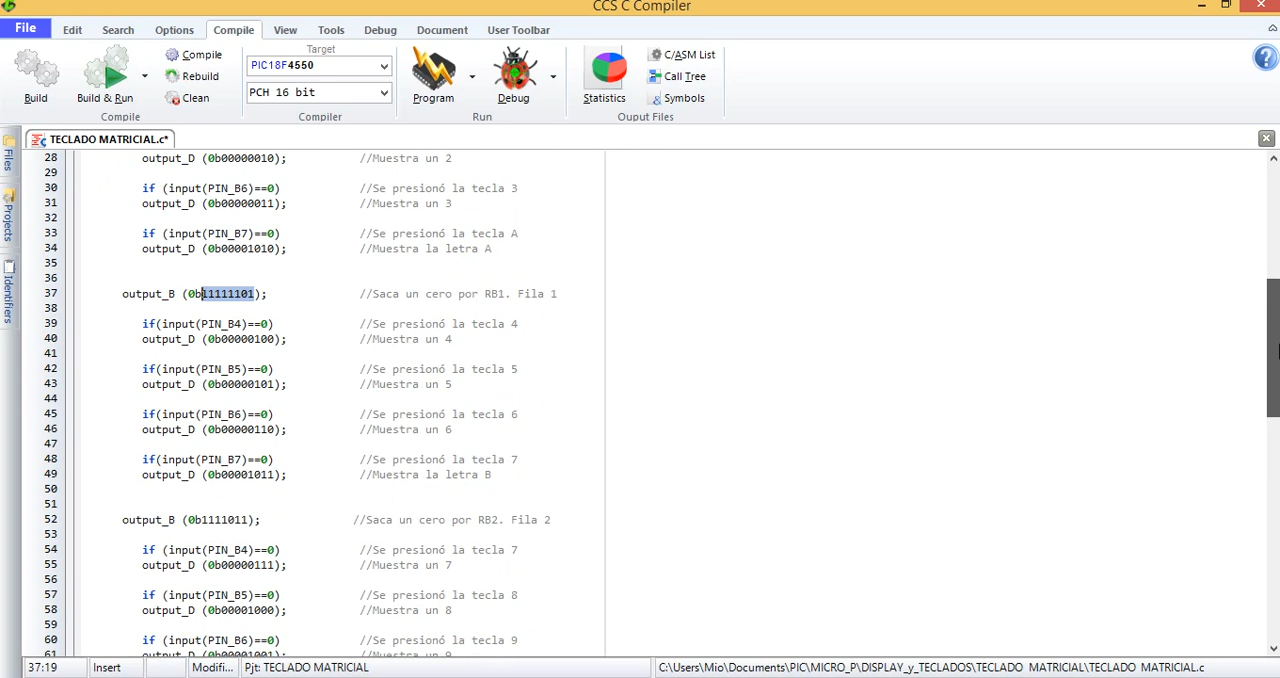 CCS C Compiler
File Edit Search Options Compile View Tools Debug Document User Toolbar
Build
Build & Run
Compile
Rebuild
Clean
Compile
Target
PIC18F4550
PCH 16 bit
Compiler
Program
Debug
Run
Statistics
C/ASM List
Call Tree
Symbols
Ouput Files
Files
Projects
Identifiers
TECLADO MATRICIAL.c*
28 output_D (0b00000010); //Muestra un 2
29
30 if (input(PIN_B6)==0) //Se presionó la tecla 3
31 output_D (0b00000011); //Muestra un 3
32
33 if (input(PIN_B7)==0) //Se presionó la tecla A
34 output_D (0b00001010); //Muestra la letra A
35
36
37 output_B (0b11111101); //Saca un cero por RB1. Fila 1
38
39 if(input(PIN_B4)==0) //Se presionó la tecla 4
40 output_D (0b00000100); //Muestra un 4
41
42 if(input(PIN_B5)==0) //Se presionó la tecla 5
43 output_D (0b00000101); //Muestra un 5
44
45 if(input(PIN_B6)==0) //Se presionó la tecla 6
46 output_D (0b00000110); //Muestra un 6
47
48 if(input(PIN_B7)==0) //Se presionó la tecla 7
49 output_D (0b00001011); //Muestra la letra B
50
51
52 output_B (0b1111011); //Saca un cero por RB2. Fila 2
53
54 if (input(PIN_B4)==0) //Se presionó la tecla 7
55 output_D (0b00000111); //Muestra un 7
56
57 if (input(PIN_B5)==0) //Se presionó la tecla 8
58 output_D (0b00001000); //Muestra un 8
59
60 if (input(PIN_B6)==0) //Se presionó la tecla 9
61 output_D (0b00001001); //Muestra un 9
37:19 Insert Modifi... Pjt: TECLADO MATRICIAL C:\Users\Mio\Documents\PIC\MICRO_P\DISPLAY_y_TECLADOS\TECLADO MATRICIAL\TECLADO MATRICIAL.c